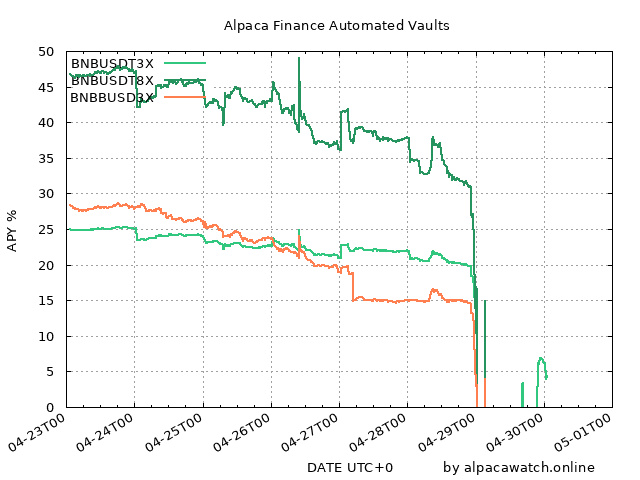 Alpaca Finance Automated Vaults
BNBUSDT3X
BNBUSDT8X
BNBBUSD3X
APY %
50
45
40
35
30
25
20
15
10
5
0
04-23T00
04-24T00
04-25T00
04-26T00
04-27T00
04-28T00
04-29T00
04-30T00
05-01T00
DATE UTC+0
by alpacawatch.online